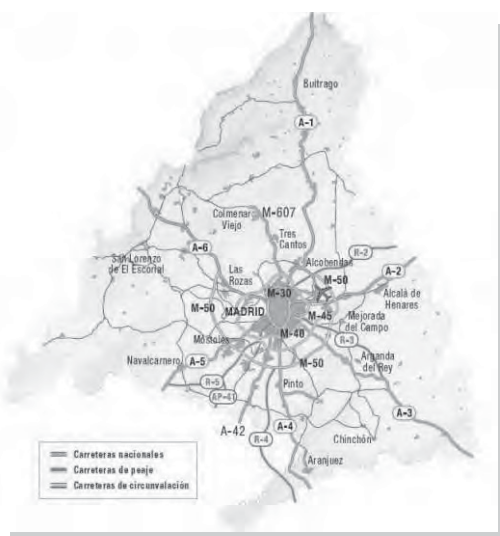 Buitrago
A-1
Colmenar
Viejo
M-607
Tres
Cantos
A-6
San Lorenzo
de El Escorial
Alcobendas
R-2
Las
Rozas
M-30
M-50
A-2
Alcalá de
Henares
M-50
MADRID
M-45
Mejorada
del Campo
M-40
R-3
Móstoles
Navalcarnero
A-5
M-50
Arganda
del Rey
R-5
AP-41
Pinto
A-3
A-42
R-4
A-4
Chinchón
Aranjuez
Carreteras nacionales
Carreteras de peaje
Carreteras de circunvalación